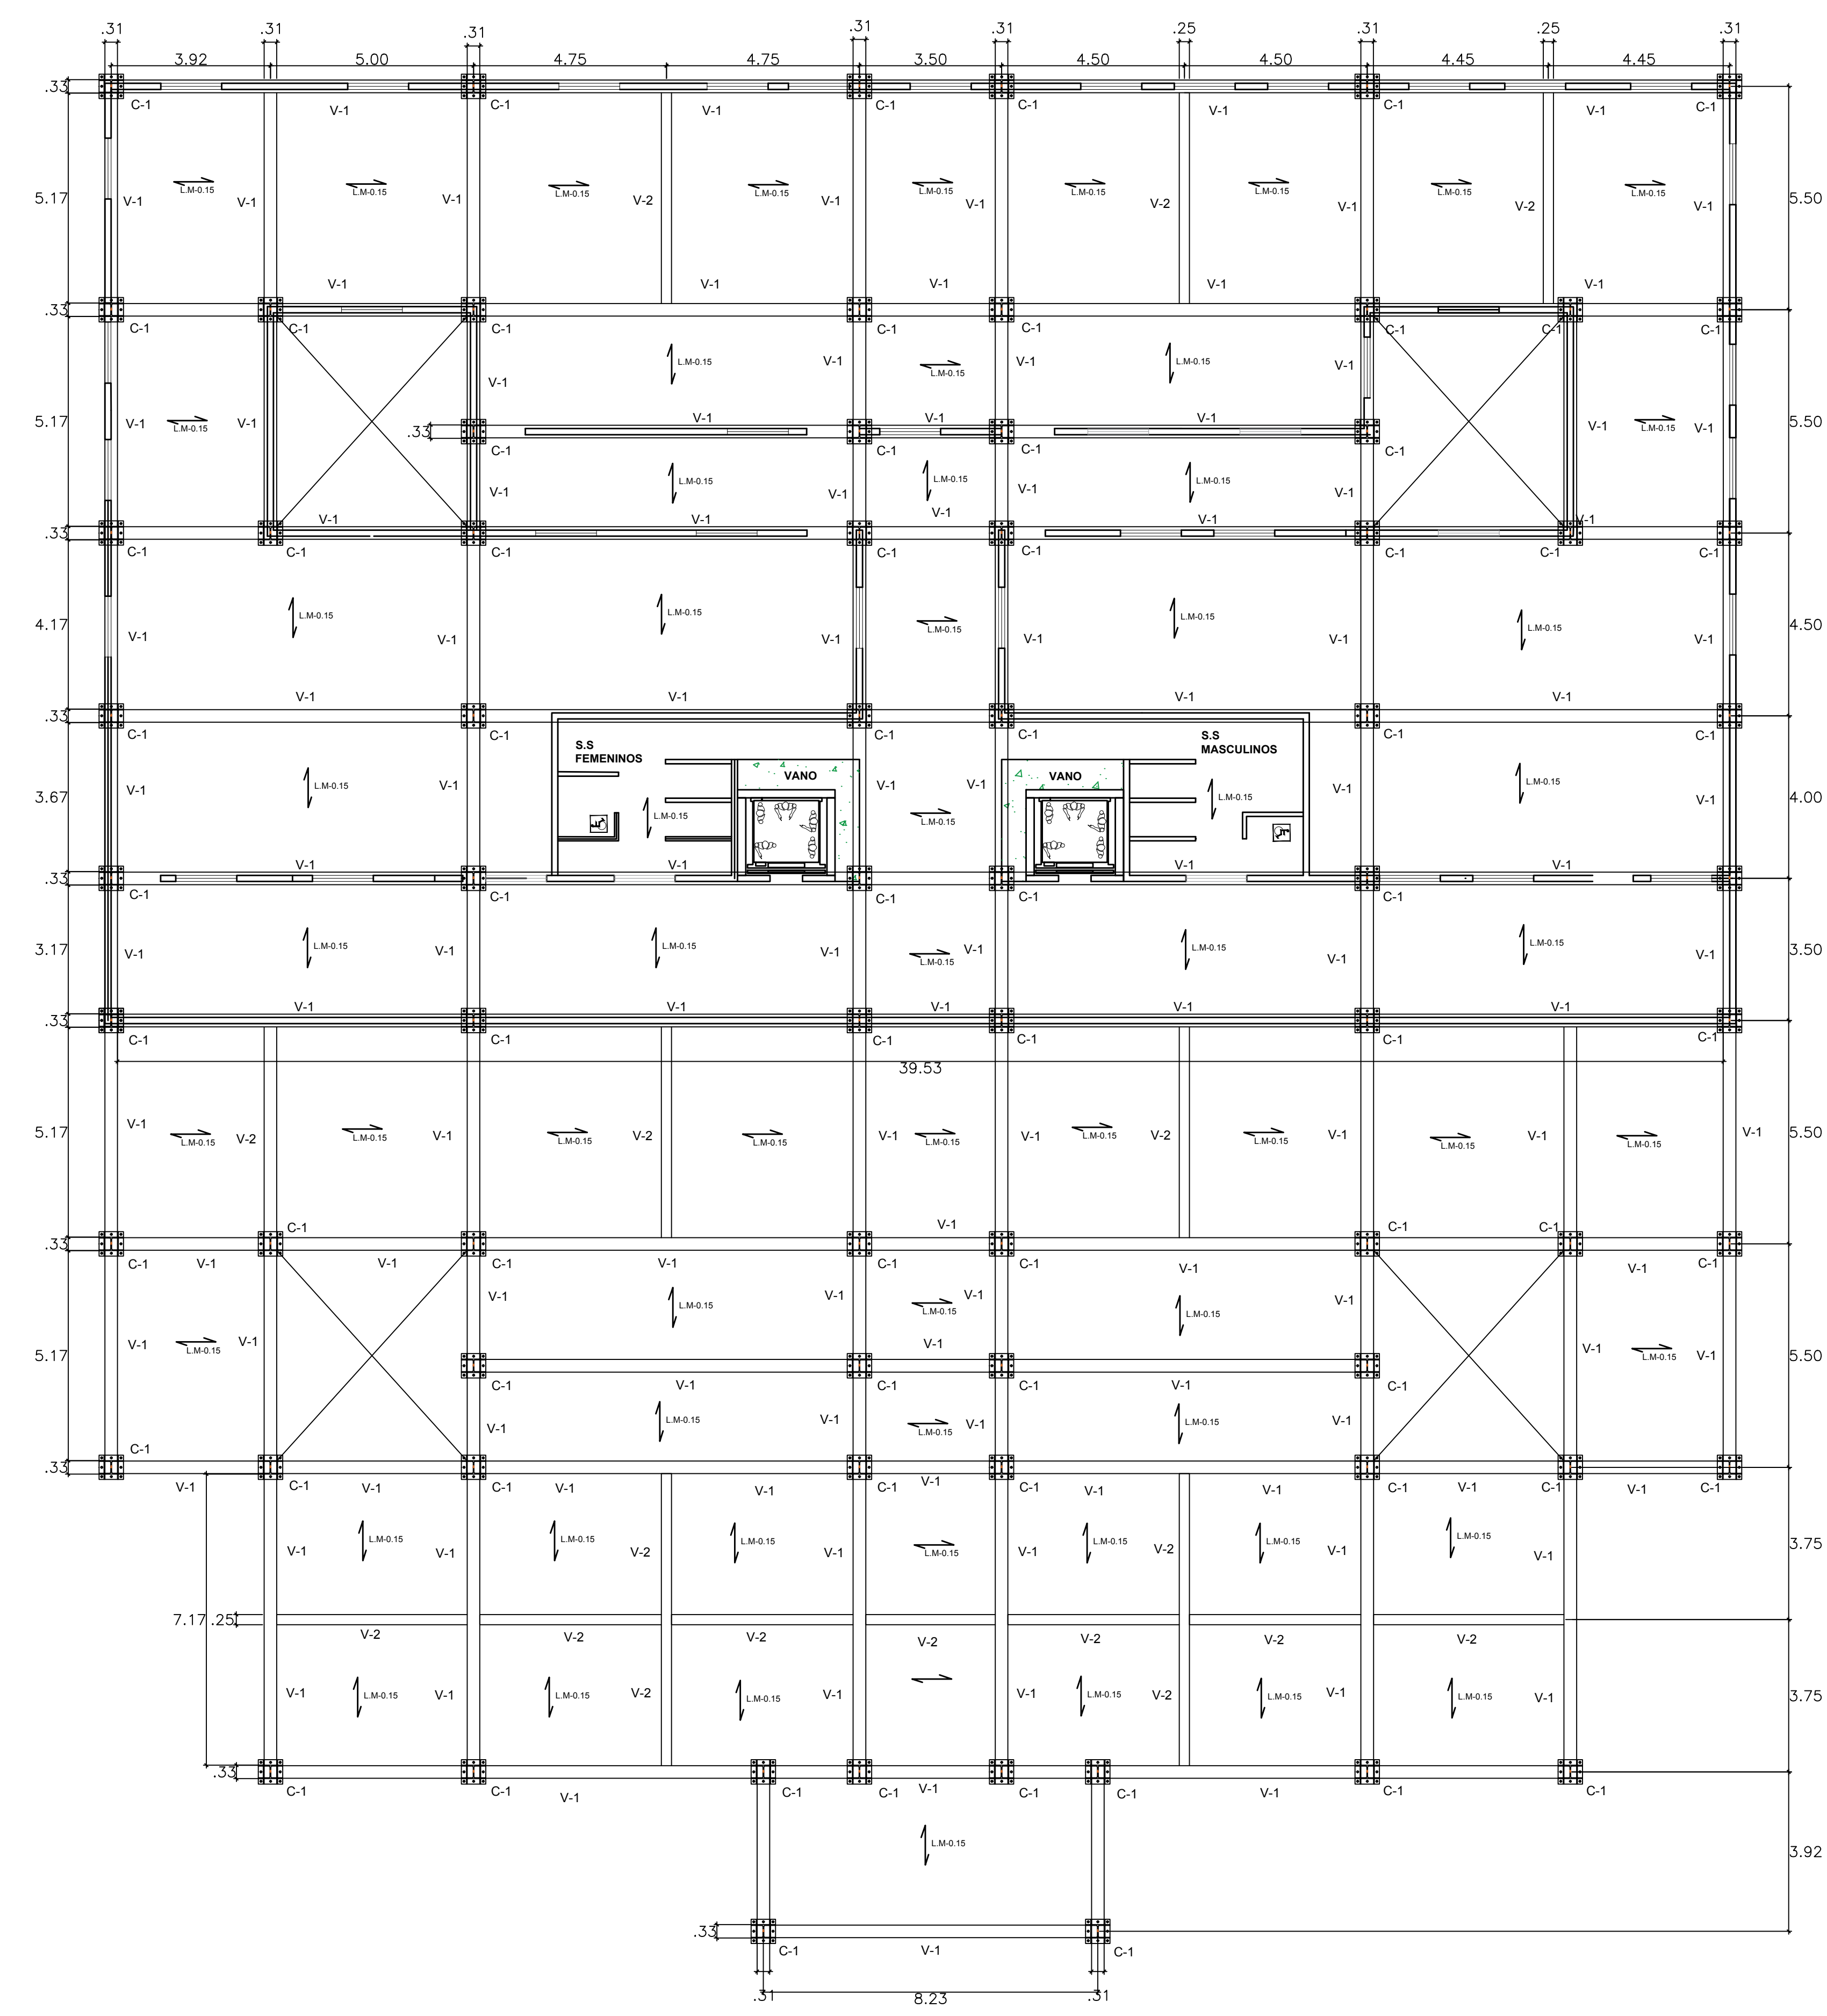 .31 .31 .31 .31 .31 .25 .31 .25 .31
3.92 5.00 4.75 4.75 3.50 4.50 4.50 4.45 4.45
.33
C-1 V-1 C-1 V-1 C-1 C-1 V-1 C-1 V-1 C-1
L.M-0.15 L.M-0.15 L.M-0.15 L.M-0.15 L.M-0.15 L.M-0.15 L.M-0.15 L.M-0.15 L.M-0.15
5.17 V-1 V-1 V-1 V-2 V-1 V-1 V-2 V-1 V-2 V-1 5.50
V-1 V-1 V-1 V-1 V-1
.33
C-1 C-1 C-1 C-1 C-1 C-1 C-1 C-1
V-1 L.M-0.15 V-1 L.M-0.15 V-1 L.M-0.15 V-1
5.17 V-1 L.M-0.15 V-1 V-1 V-1 V-1 V-1 L.M-0.15 V-1 5.50
.33
C-1 C-1 C-1 C-1
V-1 L.M-0.15 V-1 L.M-0.15 V-1 L.M-0.15 V-1
V-1 V-1 V-1 V-1 V-1
.33
C-1 C-1 C-1 C-1 C-1 C-1 C-1 C-1
4.17 L.M-0.15 L.M-0.15 L.M-0.15 L.M-0.15 L.M-0.15 4.50
V-1 V-1 V-1 V-1 V-1 V-1
V-1 V-1 V-1 V-1
.33
C-1 C-1 C-1 C-1 C-1 C-1
S.S
FEMENINOS
S.S
MASCULINOS
VANO VANO
3.67 V-1 L.M-0.15 V-1 L.M-0.15 V-1 L.M-0.15 V-1 L.M-0.15 V-1 L.M-0.15 V-1 4.00
V-1 V-1 V-1 V-1
.33
C-1 C-1 C-1 C-1 C-1 C-1
3.17 V-1 L.M-0.15 V-1 L.M-0.15 V-1 L.M-0.15 V-1 L.M-0.15 V-1 L.M-0.15 V-1 3.50
V-1 V-1 V-1 V-1 V-1
.33
C-1 C-1 C-1 C-1 C-1 C-1
39.53
5.17 V-1 L.M-0.15 V-2 L.M-0.15 V-1 L.M-0.15 V-2 L.M-0.15 V-1 L.M-0.15 V-1 L.M-0.15 V-2 L.M-0.15 V-1 L.M-0.15 V-1 L.M-0.15 V-1 5.50
C-1 V-1 C-1 C-1
.33
C-1 V-1 V-1 C-1 V-1 C-1 C-1 V-1 V-1
V-1 L.M-0.15 V-1 L.M-0.15 V-1 L.M-0.15 V-1
5.17 V-1 L.M-0.15 V-1 V-1 V-1 L.M-0.15 V-1 5.50
C-1 V-1 C-1 C-1 V-1 C-1
V-1 L.M-0.15 V-1 L.M-0.15 V-1 L.M-0.15 V-1
C-1
.33
V-1 C-1 V-1 C-1 V-1 V-1 C-1 V-1 C-1 V-1 V-1 C-1 V-1 C-1 V-1 C-1
V-1 L.M-0.15 V-1 L.M-0.15 V-2 L.M-0.15 V-1 L.M-0.15 V-1 L.M-0.15 V-2 L.M-0.15 V-1 L.M-0.15 V-1 3.75
7.17 .25
V-2 V-2 V-2 V-2 V-2 V-2 V-2
V-1 L.M-0.15 V-1 L.M-0.15 V-2 L.M-0.15 V-1 V-1 L.M-0.15 V-2 L.M-0.15 V-1 L.M-0.15 V-1 3.75
.33
C-1 C-1 V-1 C-1 C-1 V-1 C-1 C-1 V-1 C-1 C-1
L.M-0.15 3.92
.33
C-1 V-1 C-1
.31 8.23 .31